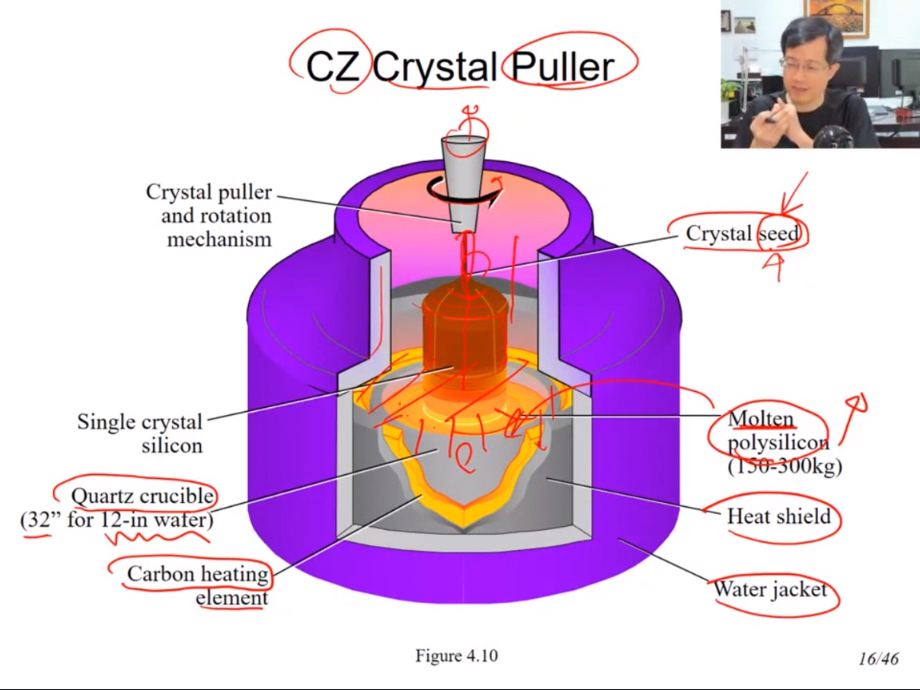 CZ Crystal Puller
Crystal puller
and rotation
mechanism
Crystal seed
Single crystal
silicon
Molten
polysilicon
(150-300kg)
Quartz crucible
(32” for 12-in wafer)
Heat shield
Carbon heating
element
Water jacket
Figure 4.10
16/46